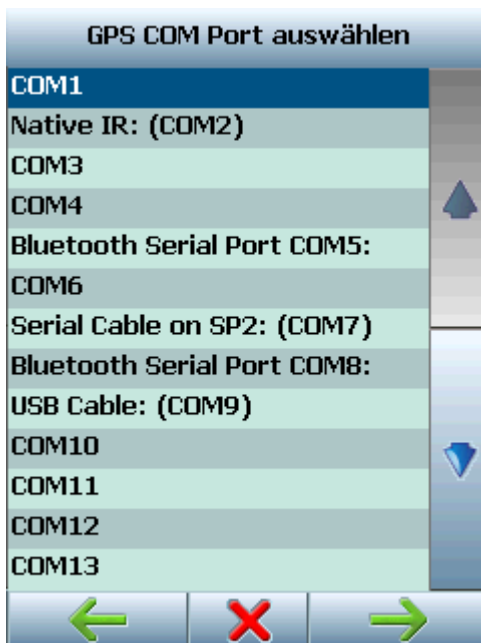 GPS COM Port auswählen
COM1
Native IR: (COM2)
COM3
COM4
Bluetooth Serial Port COM5:
COM6
Serial Cable on SP2: (COM7)
Bluetooth Serial Port COM8:
USB Cable: (COM9)
COM10
COM11
COM12
COM13